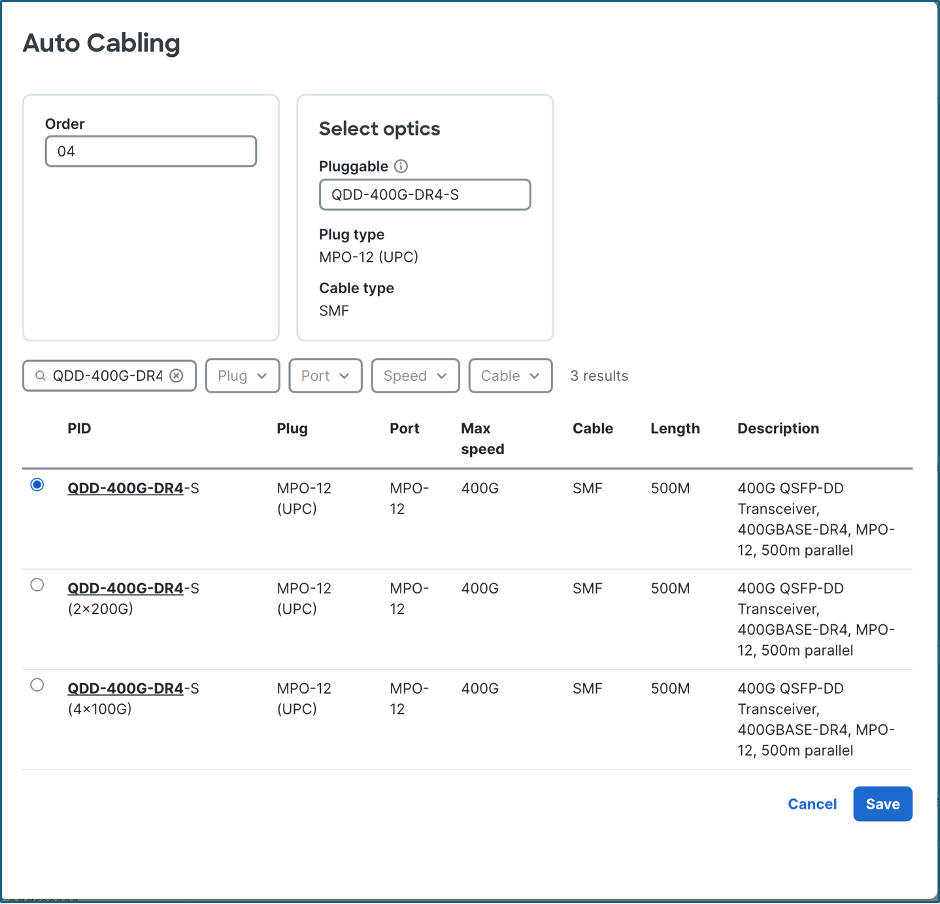 Auto Cabling
Order
04
Select optics
Pluggable
QDD-400G-DR4-S
Plug type
MPO-12 (UPC)
Cable type
SMF
QDD-400G-DR4
Plug
Port
Speed
Cable
3 results
PID
Plug
Port
Max
speed
Cable
Length
Description
QDD-400G-DR4-S
MPO-12
(UPC)
MPO-
12
400G
SMF
500M
400G QSFP-DD
Transceiver,
400GBASE-DR4, MPO-
12, 500m parallel
QDD-400G-DR4-S
(2×200G)
MPO-12
(UPC)
MPO-
12
400G
SMF
500M
400G QSFP-DD
Transceiver,
400GBASE-DR4, MPO-
12, 500m parallel
QDD-400G-DR4-S
(4×100G)
MPO-12
(UPC)
MPO-
12
400G
SMF
500M
400G QSFP-DD
Transceiver,
400GBASE-DR4, MPO-
12, 500m parallel
Cancel
Save